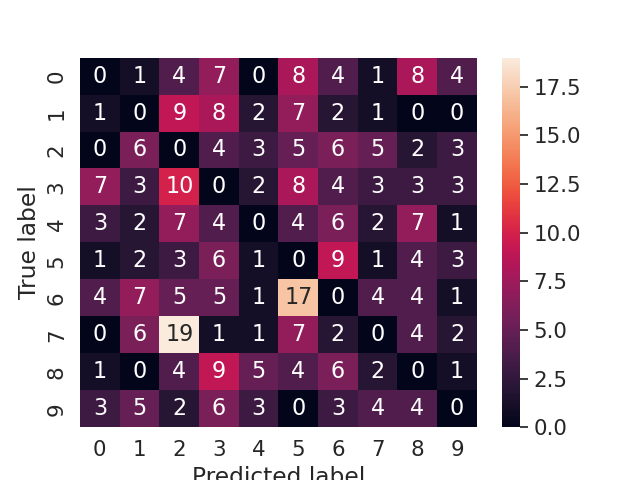 0 0 1 4 7 0 8 4 1 8 4
1 1 0 9 8 2 7 2 1 0 0
2 0 6 0 4 3 5 6 5 2 3
3 7 3 10 0 2 8 4 3 3 3
4 3 2 7 4 0 4 6 2 7 1
5 1 2 3 6 1 0 9 1 4 3
6 4 7 5 5 1 17 0 4 4 1
7 0 6 19 1 1 7 2 0 4 2
8 1 0 4 9 5 4 6 2 0 1
9 3 5 2 6 3 0 3 4 4 0
0 1 2 3 4 5 6 7 8 9
True label
Predicted label
17.5
15.0
12.5
10.0
7.5
5.0
2.5
0.0